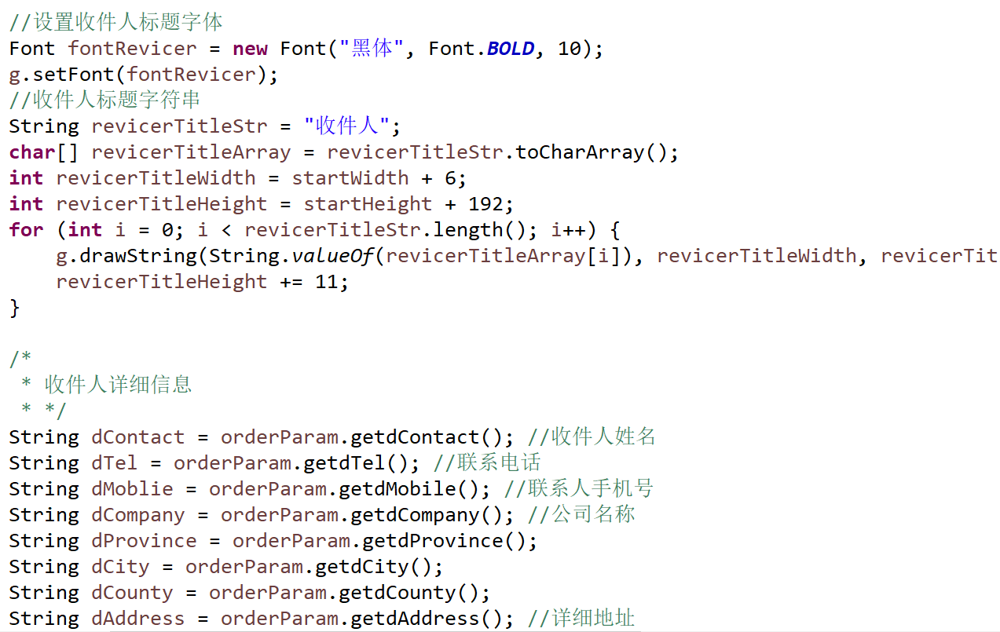 //设置收件人标题字体
Font fontRevicer = new Font("黑体", Font.BOLD, 10);
g.setFont(fontRevicer);
//收件人标题字符串
String revicerTitleStr = "收件人";
char[] revicerTitleArray = revicerTitleStr.toCharArray();
int revicerTitleWidth = startWidth + 6;
int revicerTitleHeight = startHeight + 192;
for (int i = 0; i < revicerTitleStr.length(); i++) {
    g.drawString(String.valueOf(revicerTitleArray[i]), revicerTitleWidth, revicerTit
    revicerTitleHeight += 11;
}
/*
 * 收件人详细信息
 * */
String dContact = orderParam.getdContact(); //收件人姓名
String dTel = orderParam.getdTel(); //联系电话
String dMoblie = orderParam.getdMobile(); //联系人手机号
String dCompany = orderParam.getdCompany(); //公司名称
String dProvince = orderParam.getdProvince();
String dCity = orderParam.getdCity();
String dCounty = orderParam.getdCounty();
String dAddress = orderParam.getdAddress(); //详细地址